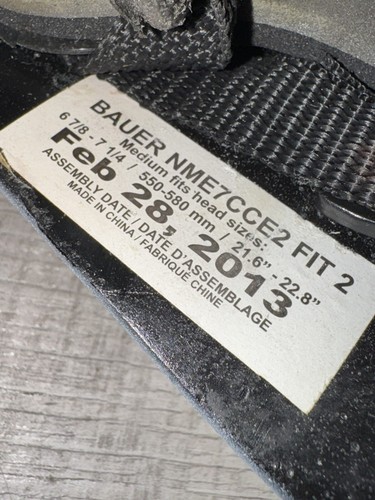 BAUER NME7CCE2 FIT 2
Medium fits head sizes:
6 7/8 - 7 1/4 / 550-580 mm / 21.6" - 22.8"
Feb 28, 2013
ASSEMBLY DATE / DATE D'ASSEMBLAGE
MADE IN CHINA / FABRIQUÉ CHINE